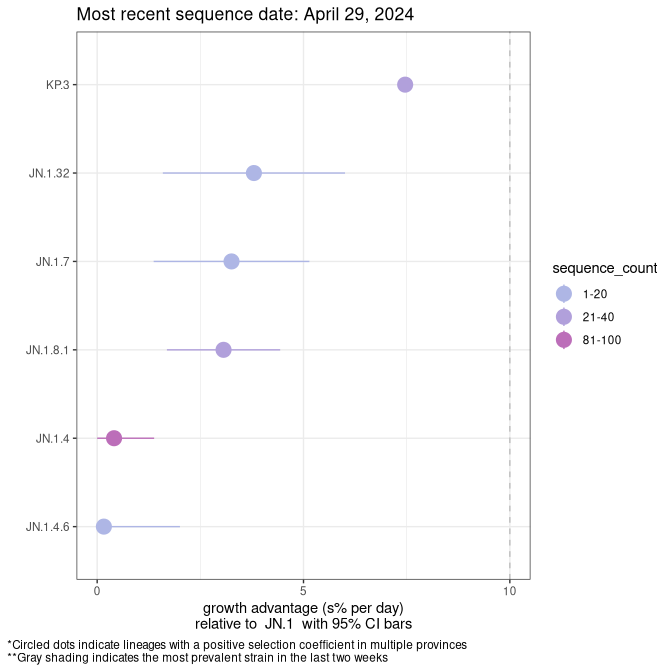 Most recent sequence date: April 29, 2024
KP.3
JN.1.32
JN.1.7
JN.1.8.1
JN.1.4
JN.1.4.6
0 5 10
growth advantage (s% per day)
relative to JN.1 with 95% CI bars
sequence_count
1-20
21-40
81-100
*Circled dots indicate lineages with a positive selection coefficient in multiple provinces
**Gray shading indicates the most prevalent strain in the last two weeks